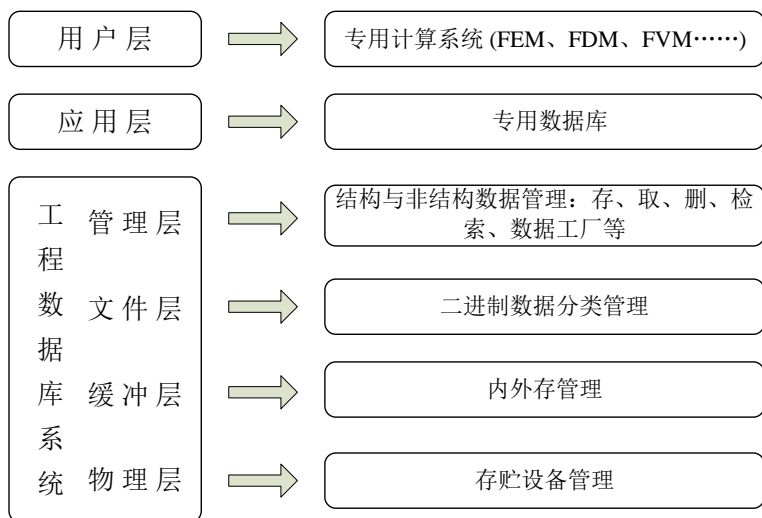 用户层
专用计算系统 (FEM、FDM、FVM……)
应用层
专用数据库
工程数据库系统
管理层
结构与非结构数据管理：存、取、删、检
索、数据工厂等
文件层
二进制数据分类管理
缓冲层
内外存管理
物理层
存贮设备管理